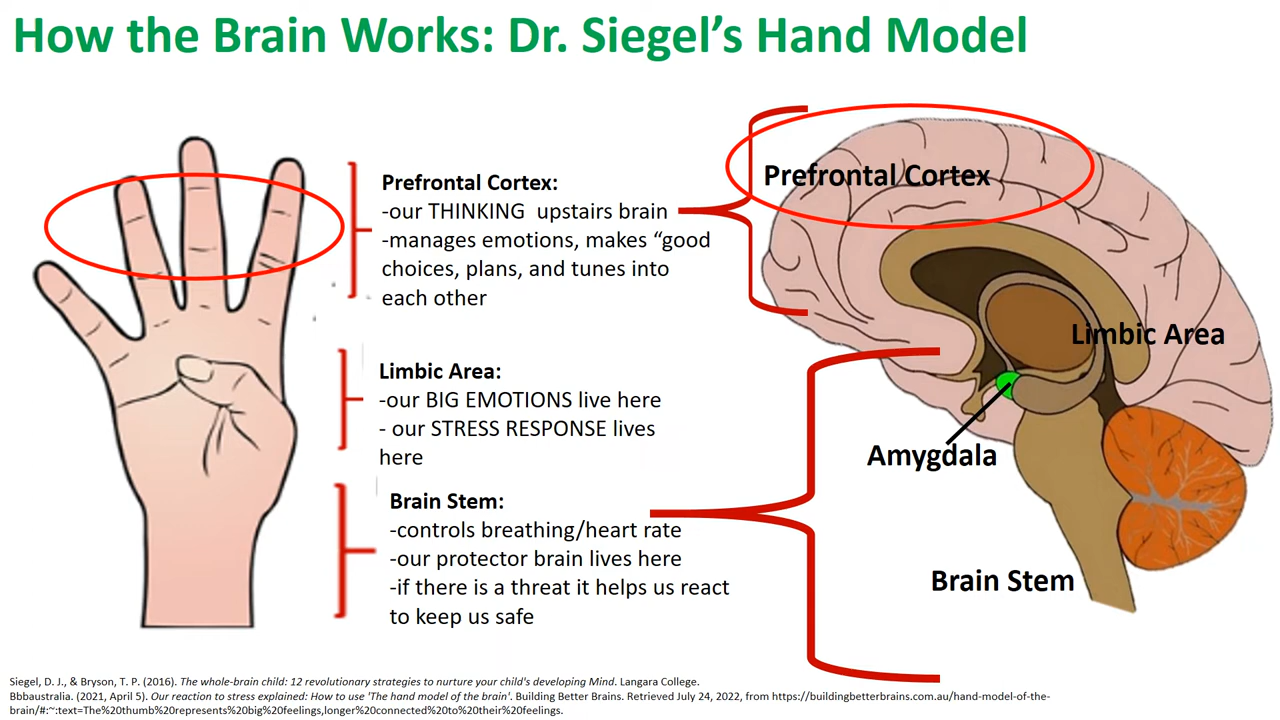 How the Brain Works: Dr. Siegel's Hand Model
Prefrontal Cortex:
-our THINKING  upstairs brain
-manages emotions, makes “good
choices, plans, and tunes into
each other
Limbic Area:
-our BIG EMOTIONS live here
- our STRESS RESPONSE lives
here
Brain Stem:
-controls breathing/heart rate
-our protector brain lives here
-if there is a threat it helps us react
to keep us safe
Prefrontal Cortex
Limbic Area
Amygdala
Brain Stem
Siegel, D. J., & Bryson, T. P. (2016). The whole-brain child: 12 revolutionary strategies to nurture your child's developing Mind. Langara College.
Bbbaustralia. (2021, April 5). Our reaction to stress explained: How to use 'The hand model of the brain'. Building Better Brains. Retrieved July 24, 2022, from https://buildingbetterbrains.com.au/hand-model-of-the-
brain/#:~:text=The%20thumb%20represents%20big%20feelings,longer%20connected%20to%20their%20feelings.